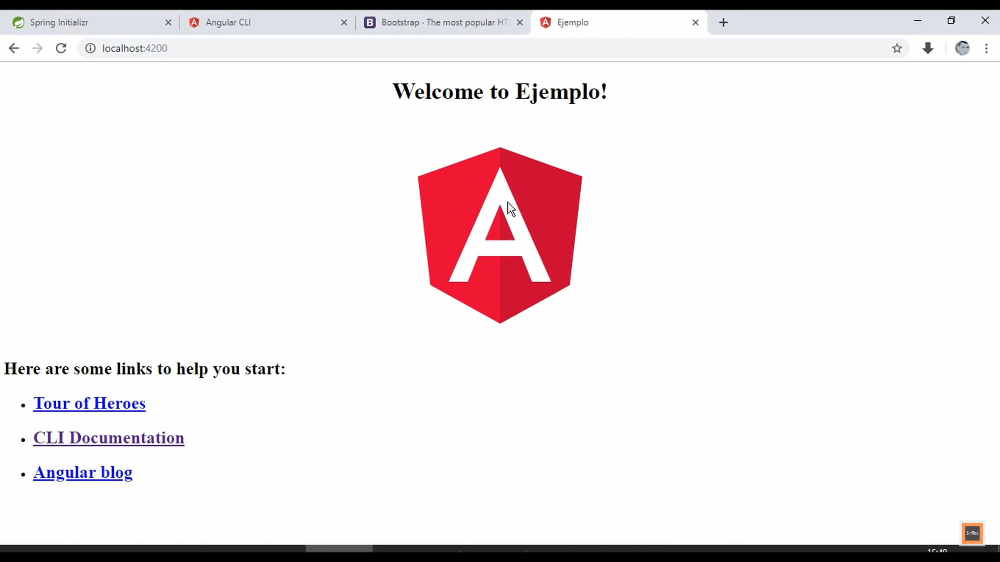 Spring Initializr
Angular CLI
Bootstrap · The most popular HT
Ejemplo
localhost:4200
Welcome to Ejemplo!
Here are some links to help you start:
Tour of Heroes
CLI Documentation
Angular blog
SinFloo